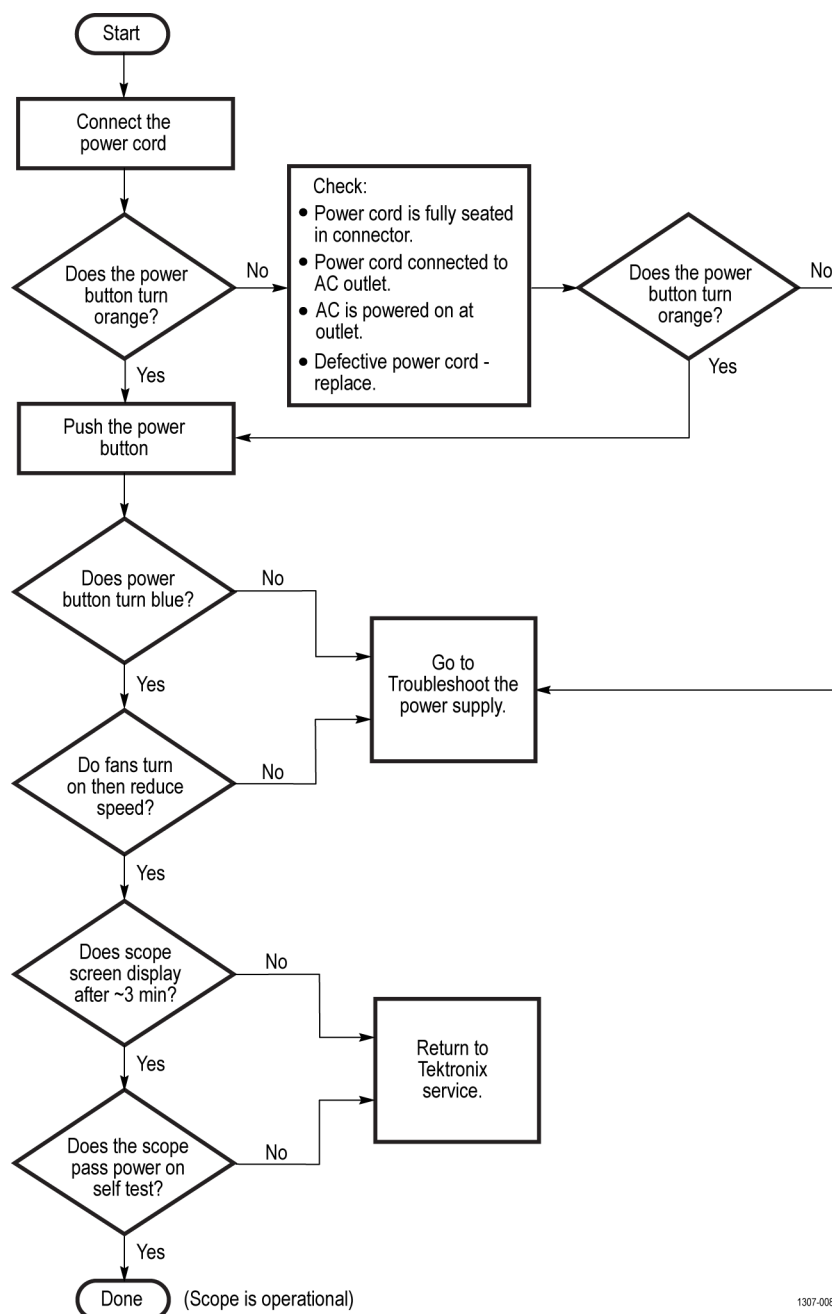 Start
Connect the
power cord
Does the power
button turn
orange?
No
Check:
• Power cord is fully seated
in connector.
• Power cord connected to
AC outlet.
• AC is powered on at
outlet.
• Defective power cord -
replace.
Does the power
button turn
orange?
No
Yes
Yes
Push the power
button
Does power
button turn blue?
No
Go to
Troubleshoot the
power supply.
Yes
Do fans turn
on then reduce
speed?
No
Yes
Does scope
screen display
after ~3 min?
No
Return to
Tektronix
service.
Yes
Does the scope
pass power on
self test?
No
Yes
Done
(Scope is operational)
1307-008